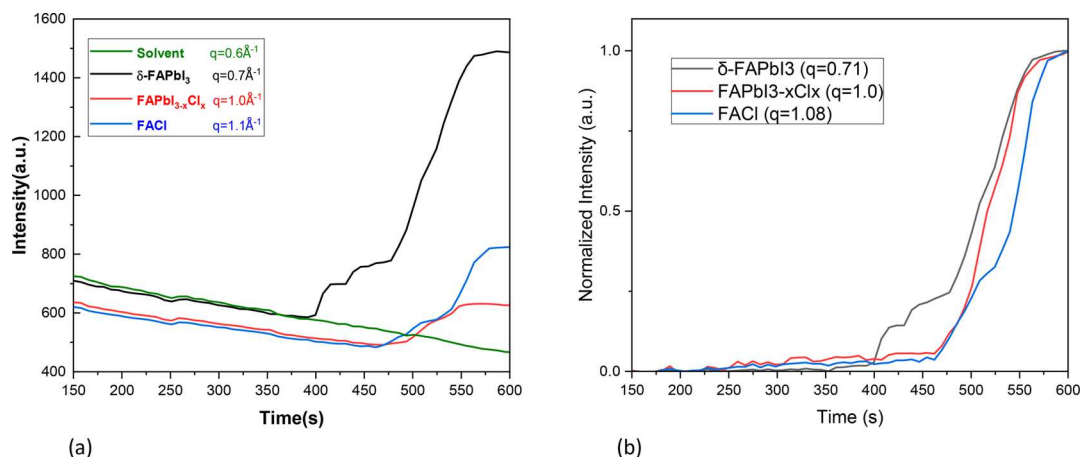 1600
1400
1200
1000
800
600
400
Intensity(a.u.)
Solvent q=0.6Å⁻¹
δ-FAPbI₃ q=0.7Å⁻¹
FAPbI₃₋ₓClₓ q=1.0Å⁻¹
FACl q=1.1Å⁻¹
150 200 250 300 350 400 450 500 550 600
Time(s)
(a)
1.0
0.5
0.0
Normalized Intensity (a.u.)
δ-FAPbI3 (q=0.71)
FAPbI3-xClx (q=1.0)
FACl (q=1.08)
150 200 250 300 350 400 450 500 550 600
Time (s)
(b)